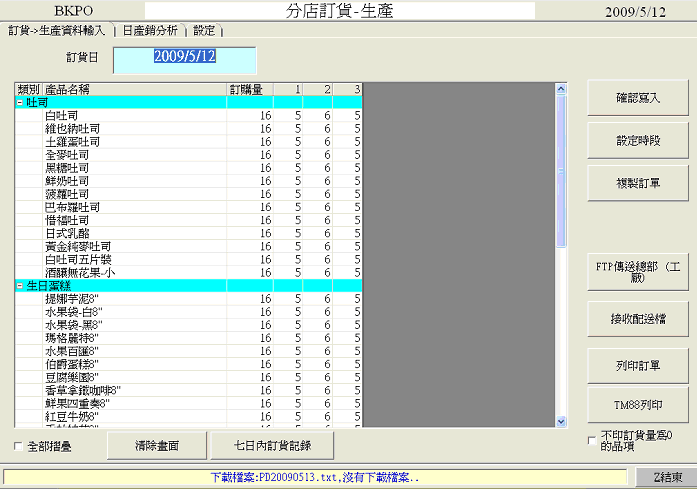 BKPO
分店訂貨-生產
2009/5/12
訂貨->生產資料輸入
日產銷分析
設定
訂貨日
2009/5/12
類別 產品名稱 訂購量 1 2 3
吐司
白吐司 16 5 6 5
維也納吐司 16 5 6 5
土雞蛋吐司 16 5 6 5
全麥吐司 16 5 6 5
黑糖吐司 16 5 6 5
鮮奶吐司 16 5 6 5
菠蘿吐司 16 5 6 5
巴布羅吐司 16 5 6 5
惜福吐司 16 5 6 5
日式乳酪 16 5 6 5
黃金純麥吐司 16 5 6 5
白吐司五片裝 16 5 6 5
酒釀無花果-小 16 5 6 5
生日蛋糕
提娜芋泥8" 16 5 6 5
水果袋-白8" 16 5 6 5
水果袋-黑8" 16 5 6 5
瑪格麗特8" 16 5 6 5
水果百匯8" 16 5 6 5
伯爵蛋糕8" 16 5 6 5
豆腐樂園8" 16 5 6 5
香草拿鐵咖啡8" 16 5 6 5
鮮果四重奏8" 16 5 6 5
紅豆牛奶8" 16 5 6 5
確認寫入
設定時段
複製訂單
FTP傳送總部 (工
廠)
接收配送檔
列印訂單
TM88列印
不印訂貨量為0
的品項
全部摺疊
清除畫面
七日內訂貨記錄
下載檔案:PD20090513.txt,沒有下載檔案..
Z結束